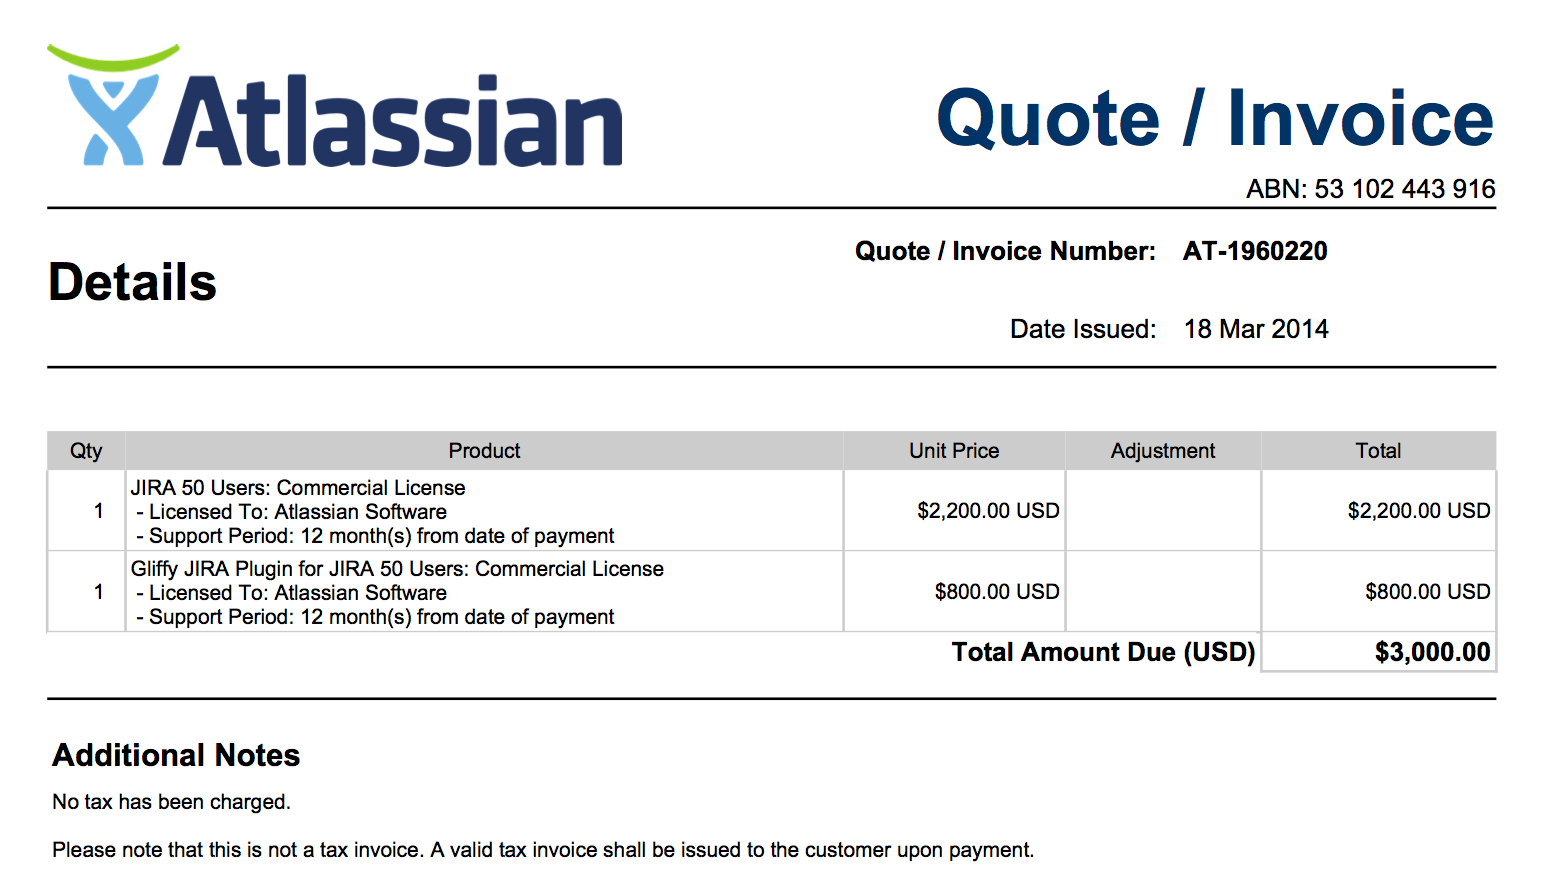 Atlassian
Quote / Invoice
ABN: 53 102 443 916
Details
Quote / Invoice Number: AT-1960220
Date Issued: 18 Mar 2014
Qty Product Unit Price Adjustment Total
1 JIRA 50 Users: Commercial License
- Licensed To: Atlassian Software
- Support Period: 12 month(s) from date of payment
$2,200.00 USD $2,200.00 USD
1 Gliffy JIRA Plugin for JIRA 50 Users: Commercial License
- Licensed To: Atlassian Software
- Support Period: 12 month(s) from date of payment
$800.00 USD $800.00 USD
Total Amount Due (USD) $3,000.00
Additional Notes
No tax has been charged.
Please note that this is not a tax invoice. A valid tax invoice shall be issued to the customer upon payment.